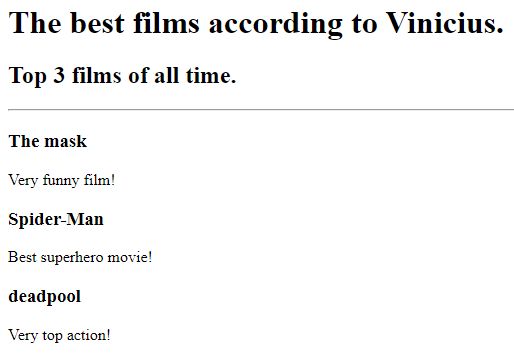 The best films according to Vinicius.
Top 3 films of all time.
The mask
Very funny film!
Spider-Man
Best superhero movie!
deadpool
Very top action!